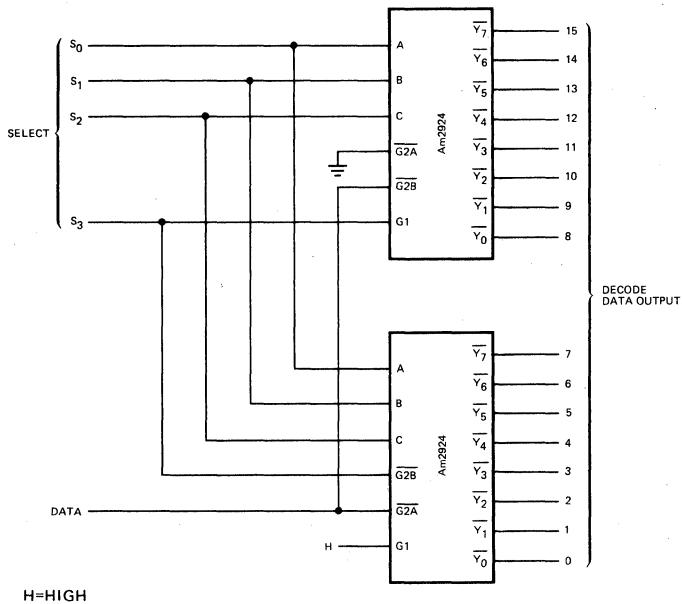 S0
A
Y7
15
Y6
14
S1
B
Y5
13
S2
C
Y4
12
SELECT
Am2924
G2A
Y3
11
Y2
10
G2B
Y1
9
S3
G1
Y0
8
DECODE
DATA OUTPUT
Y7
7
A
Y6
6
B
Y5
5
C
Y4
4
Am2924
G2B
Y3
3
Y2
2
DATA
G2A
Y1
1
H
G1
Y0
0
H=HIGH